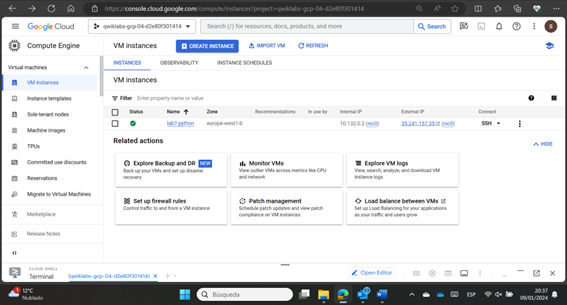 https://console.cloud.google.com/compute/instances?project=qwiklabs-gcp-04-d2e80f301414
Google Cloud
qwiklabs-gcp-04-d2e80f301414
Search (/) for resources, docs, products, and more
Search
S
Compute Engine
VM instances
CREATE INSTANCE
IMPORT VM
REFRESH
INSTANCES
OBSERVABILITY
INSTANCE SCHEDULES
Virtual machines
VM instances
Instance templates
Sole-tenant nodes
Machine images
TPUs
Committed use discounts
Reservations
Migrate to Virtual Machines
Marketplace
Release Notes
VM instances
Filter Enter property name or value
Status Name Zone Recommendations In use by Internal IP External IP Connect
lab7-python europe-west1-b 10.132.0.2 (nic0) 35.241.197.35 (nic0) SSH
Related actions
HIDE
Explore Backup and DR NEW
Back up your VMs and set up disaster recovery
Monitor VMs
View outlier VMs across metrics like CPU and network
Explore VM logs
View, search, analyze, and download VM instance logs
Set up firewall rules
Control traffic to and from a VM instance
Patch management
Schedule patch updates and view patch compliance on VM instances
Load balance between VMs
Set up Load Balancing for your applications as your traffic and users grow
CLOUD SHELL
Terminal
(qwiklabs-gcp-04-d2e80f301414)
Open Editor
12°C
Nublado
Búsqueda
ESP
20:37
09/01/2024